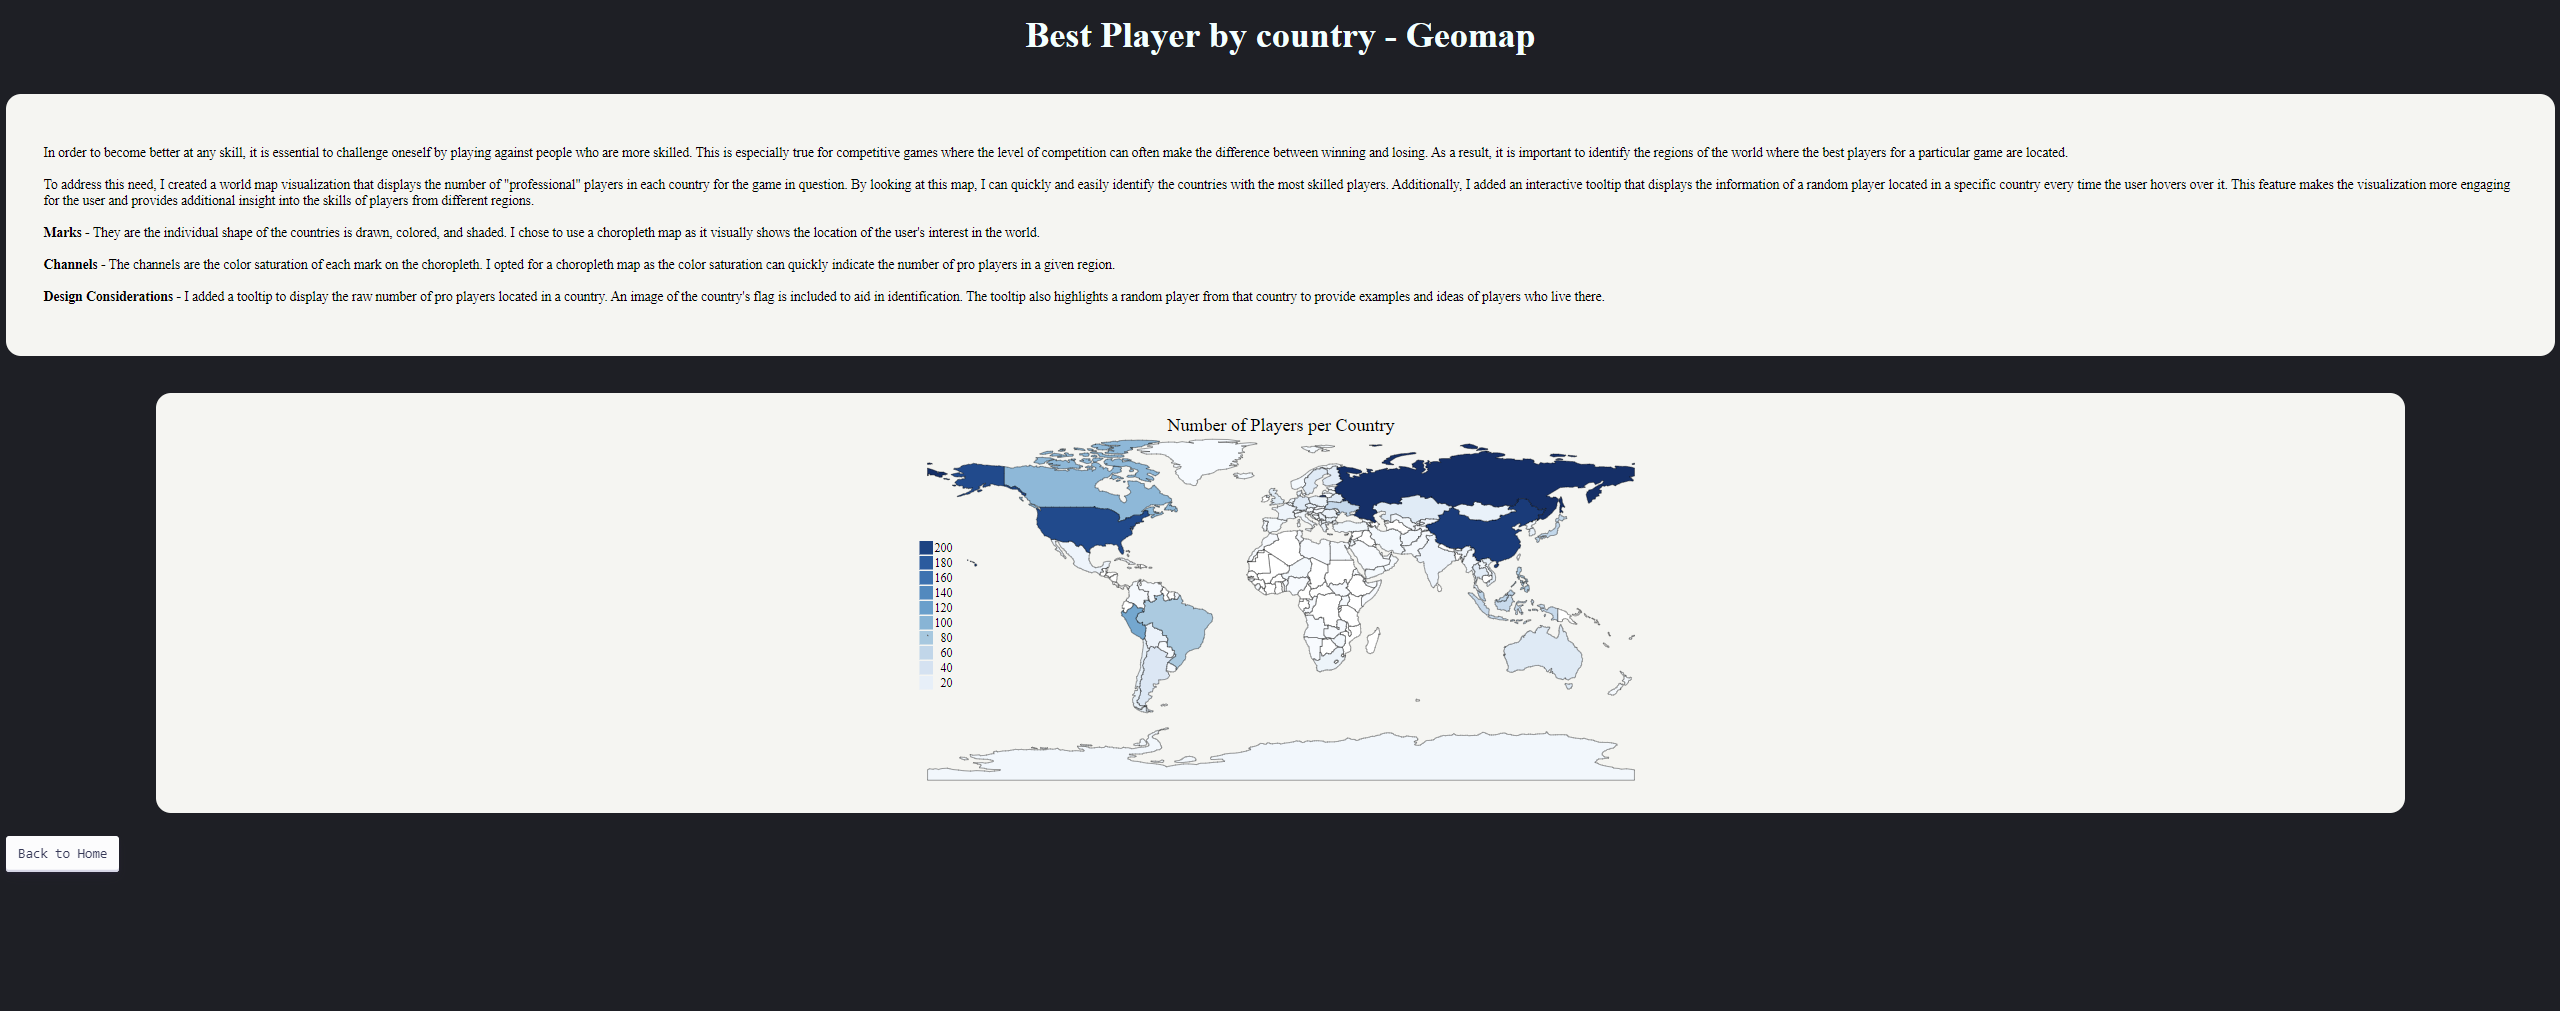 Best Player by country - Geomap
In order to become better at any skill, it is essential to challenge oneself by playing against people who are more skilled. This is especially true for competitive games where the level of competition can often make the difference between winning and losing. As a result, it is important to identify the regions of the world where the best players for a particular game are located.
To address this need, I created a world map visualization that displays the number of "professional" players in each country for the game in question. By looking at this map, I can quickly and easily identify the countries with the most skilled players. Additionally, I added an interactive tooltip that displays the information of a random player located in a specific country every time the user hovers over it. This feature makes the visualization more engaging
for the user and provides additional insight into the skills of players from different regions.
Marks - They are the individual shape of the countries is drawn, colored, and shaded. I chose to use a choropleth map as it visually shows the location of the user's interest in the world.
Channels - The channels are the color saturation of each mark on the choropleth. I opted for a choropleth map as the color saturation can quickly indicate the number of pro players in a given region.
Design Considerations - I added a tooltip to display the raw number of pro players located in a country. An image of the country's flag is included to aid in identification. The tooltip also highlights a random player from that country to provide examples and ideas of players who live there.
Number of Players per Country
200
180
160
140
120
100
80
60
40
20
Back to Home